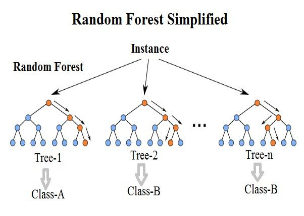 Random Forest Simplified
Instance
Random Forest
...
Tree-1 Tree-2 Tree-n
Class-A Class-B Class-B